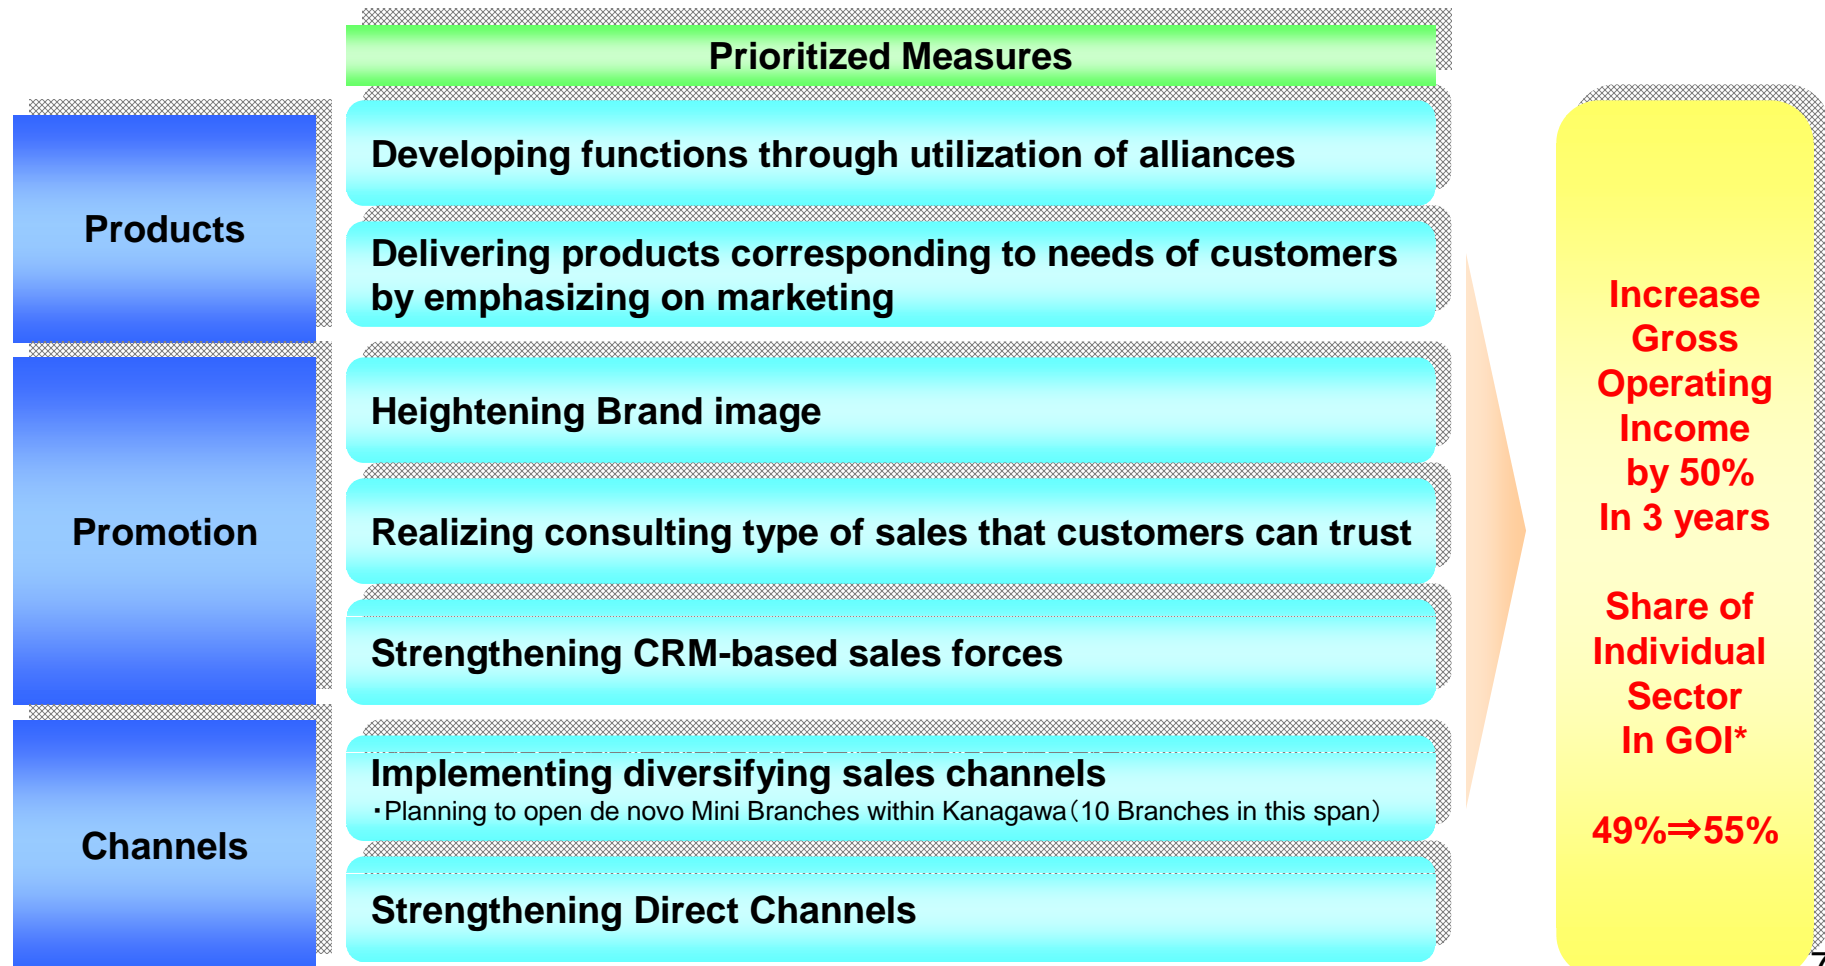 Prioritized Measures
Products
Developing functions through utilization of alliances
Delivering products corresponding to needs of customers
by emphasizing on marketing
Promotion
Heightening Brand image
Realizing consulting type of sales that customers can trust
Strengthening CRM-based sales forces
Channels
Implementing diversifying sales channels
・Planning to open de novo Mini Branches within Kanagawa（10 Branches in this span）
Strengthening Direct Channels
Increase
Gross
Operating
Income
by 50%
In 3 years
Share of
Individual
Sector
In GOI*
49%⇒55%